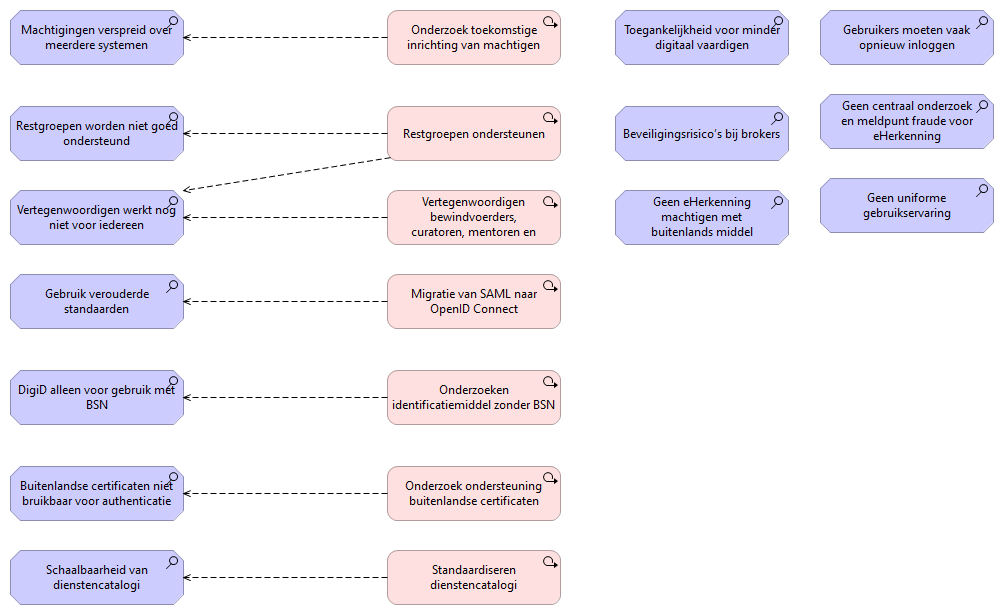 Machtigingen verspreid over
meerdere systemen
Onderzoek toekomstige
inrichting van machtigen
Toegankelijkheid voor minder
digitaal vaardigen
Gebruikers moeten vaak
opnieuw inloggen
Restgroepen worden niet goed
ondersteund
Restgroepen ondersteunen
Beveiligingsrisico's bij brokers
Geen centraal onderzoek
en meldpunt fraude voor
eHerkenning
Vertegenwoordigen werkt nog
niet voor iedereen
Vertegenwoordigen
bewindvoerders,
curatoren, mentoren en
Geen eHerkenning
machtigen met
buitenlands middel
Geen uniforme
gebruikservaring
Gebruik verouderde
standaarden
Migratie van SAML naar
OpenID Connect
DigiD alleen voor gebruik met
BSN
Onderzoeken
identificatiemiddel zonder BSN
Buitenlandse certificaten niet
bruikbaar voor authenticatie
Onderzoek ondersteuning
buitenlandse certificaten
Schaalbaarheid van
dienstencatalogi
Standaardiseren
dienstencatalogi